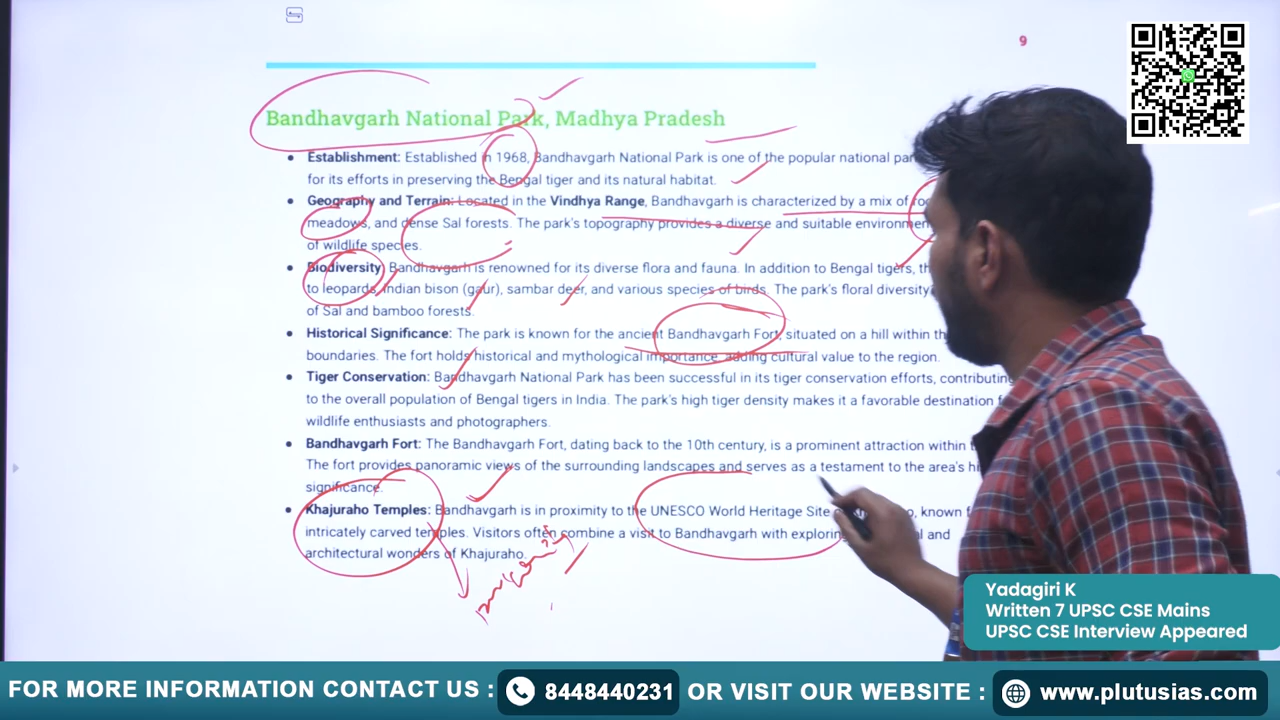 9
Bandhavgarh National Park, Madhya Pradesh
• Establishment: Established in 1968, Bandhavgarh National Park is one of the popular national
for its efforts in preserving the Bengal tiger and its natural habitat.
• Geography and Terrain: Located in the Vindhya Range, Bandhavgarh is characterized by a mix of
meadows, and dense Sal forests. The park's topography provides a diverse and suitable
of wildlife species.
• Biodiversity: Bandhavgarh is renowned for its diverse flora and fauna. In addition to Bengal tigers,
to leopards, Indian bison (gaur), sambar deer, and various species of birds. The park's floral diversity
of Sal and bamboo forests.
• Historical Significance: The park is known for the ancient Bandhavgarh Fort, situated on a hill within
boundaries. The fort holds historical and mythological importance, adding cultural value to the region.
• Tiger Conservation: Bandhavgarh National Park has been successful in its tiger conservation efforts, contributing
to the overall population of Bengal tigers in India. The park's high tiger density makes it a favorable destination
wildlife enthusiasts and photographers.
• Bandhavgarh Fort: The Bandhavgarh Fort, dating back to the 10th century, is a prominent attraction within
The fort provides panoramic views of the surrounding landscapes and serves as a testament to the area's
significance.
• Khajuraho Temples: Bandhavgarh is in proximity to the UNESCO World Heritage Site known
intricately carved temples. Visitors often combine a visit to Bandhavgarh with exploring and
architectural wonders of Khajuraho.
Yadagiri K
Written 7 UPSC CSE Mains
UPSC CSE Interview Appeared
FOR MORE INFORMATION CONTACT US : 8448440231 OR VISIT OUR WEBSITE : www.plutusias.com